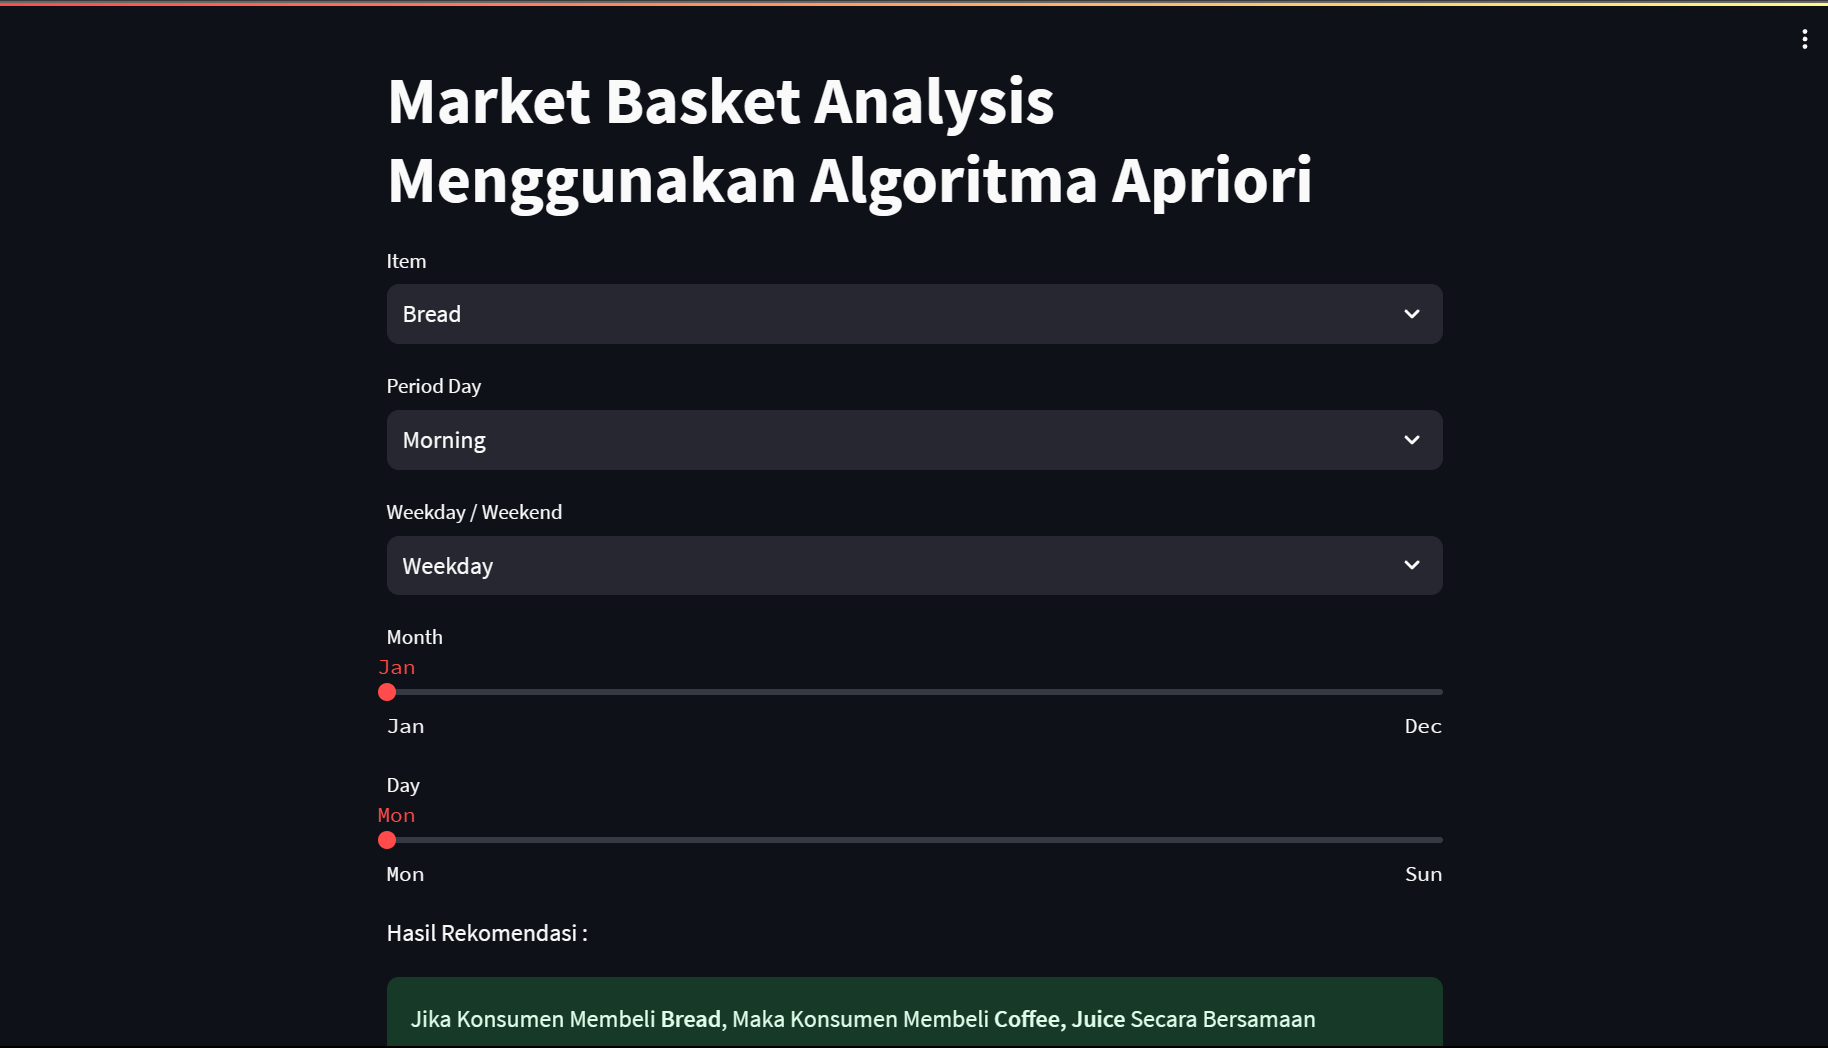 Market Basket Analysis
Menggunakan Algoritma Apriori
Item
Bread
Period Day
Morning
Weekday / Weekend
Weekday
Month
Jan
Jan Dec
Day
Mon
Mon Sun
Hasil Rekomendasi :
Jika Konsumen Membeli Bread, Maka Konsumen Membeli Coffee, Juice Secara Bersamaan